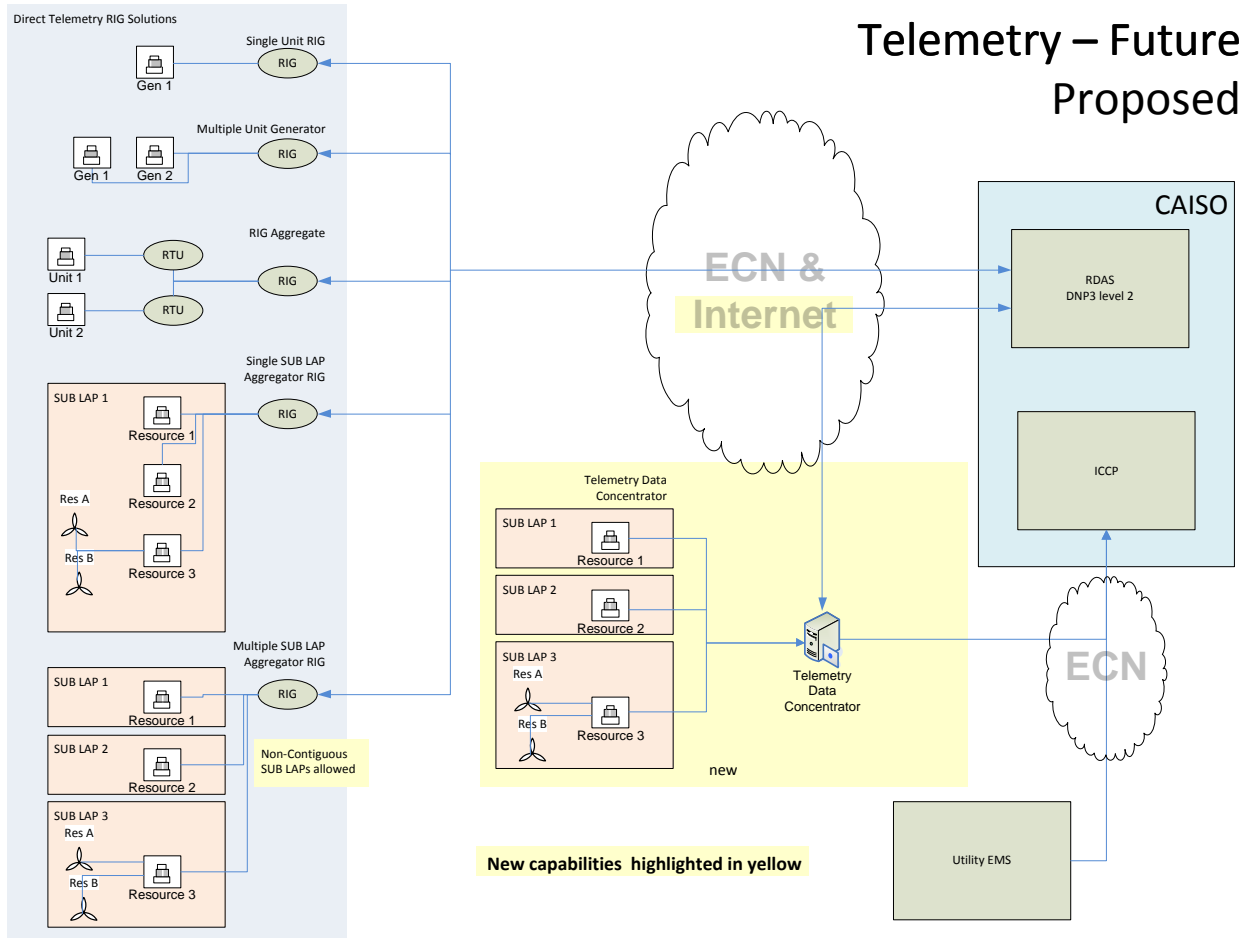 Direct Telemetry RIG Solutions
Telemetry – Future
Proposed
Single Unit RIG
RIG
Gen 1
Multiple Unit Generator
RIG
Gen 1
Gen 2
RIG Aggregate
RTU
RIG
Unit 1
RTU
Unit 2
Single SUB LAP
Aggregator RIG
RIG
SUB LAP 1
Resource 1
Resource 2
Res A
Res B
Resource 3
Multiple SUB LAP
Aggregator RIG
RIG
SUB LAP 1
Resource 1
SUB LAP 2
Resource 2
Non-Contiguous
SUB LAPs allowed
SUB LAP 3
Res A
Res B
Resource 3
ECN &
Internet
CAISO
RDAS
DNP3 level 2
ICCP
Telemetry Data
Concentrator
SUB LAP 1
Resource 1
SUB LAP 2
Resource 2
SUB LAP 3
Res A
Res B
Resource 3
Telemetry
Data
Concentrator
new
ECN
New capabilities highlighted in yellow
Utility EMS